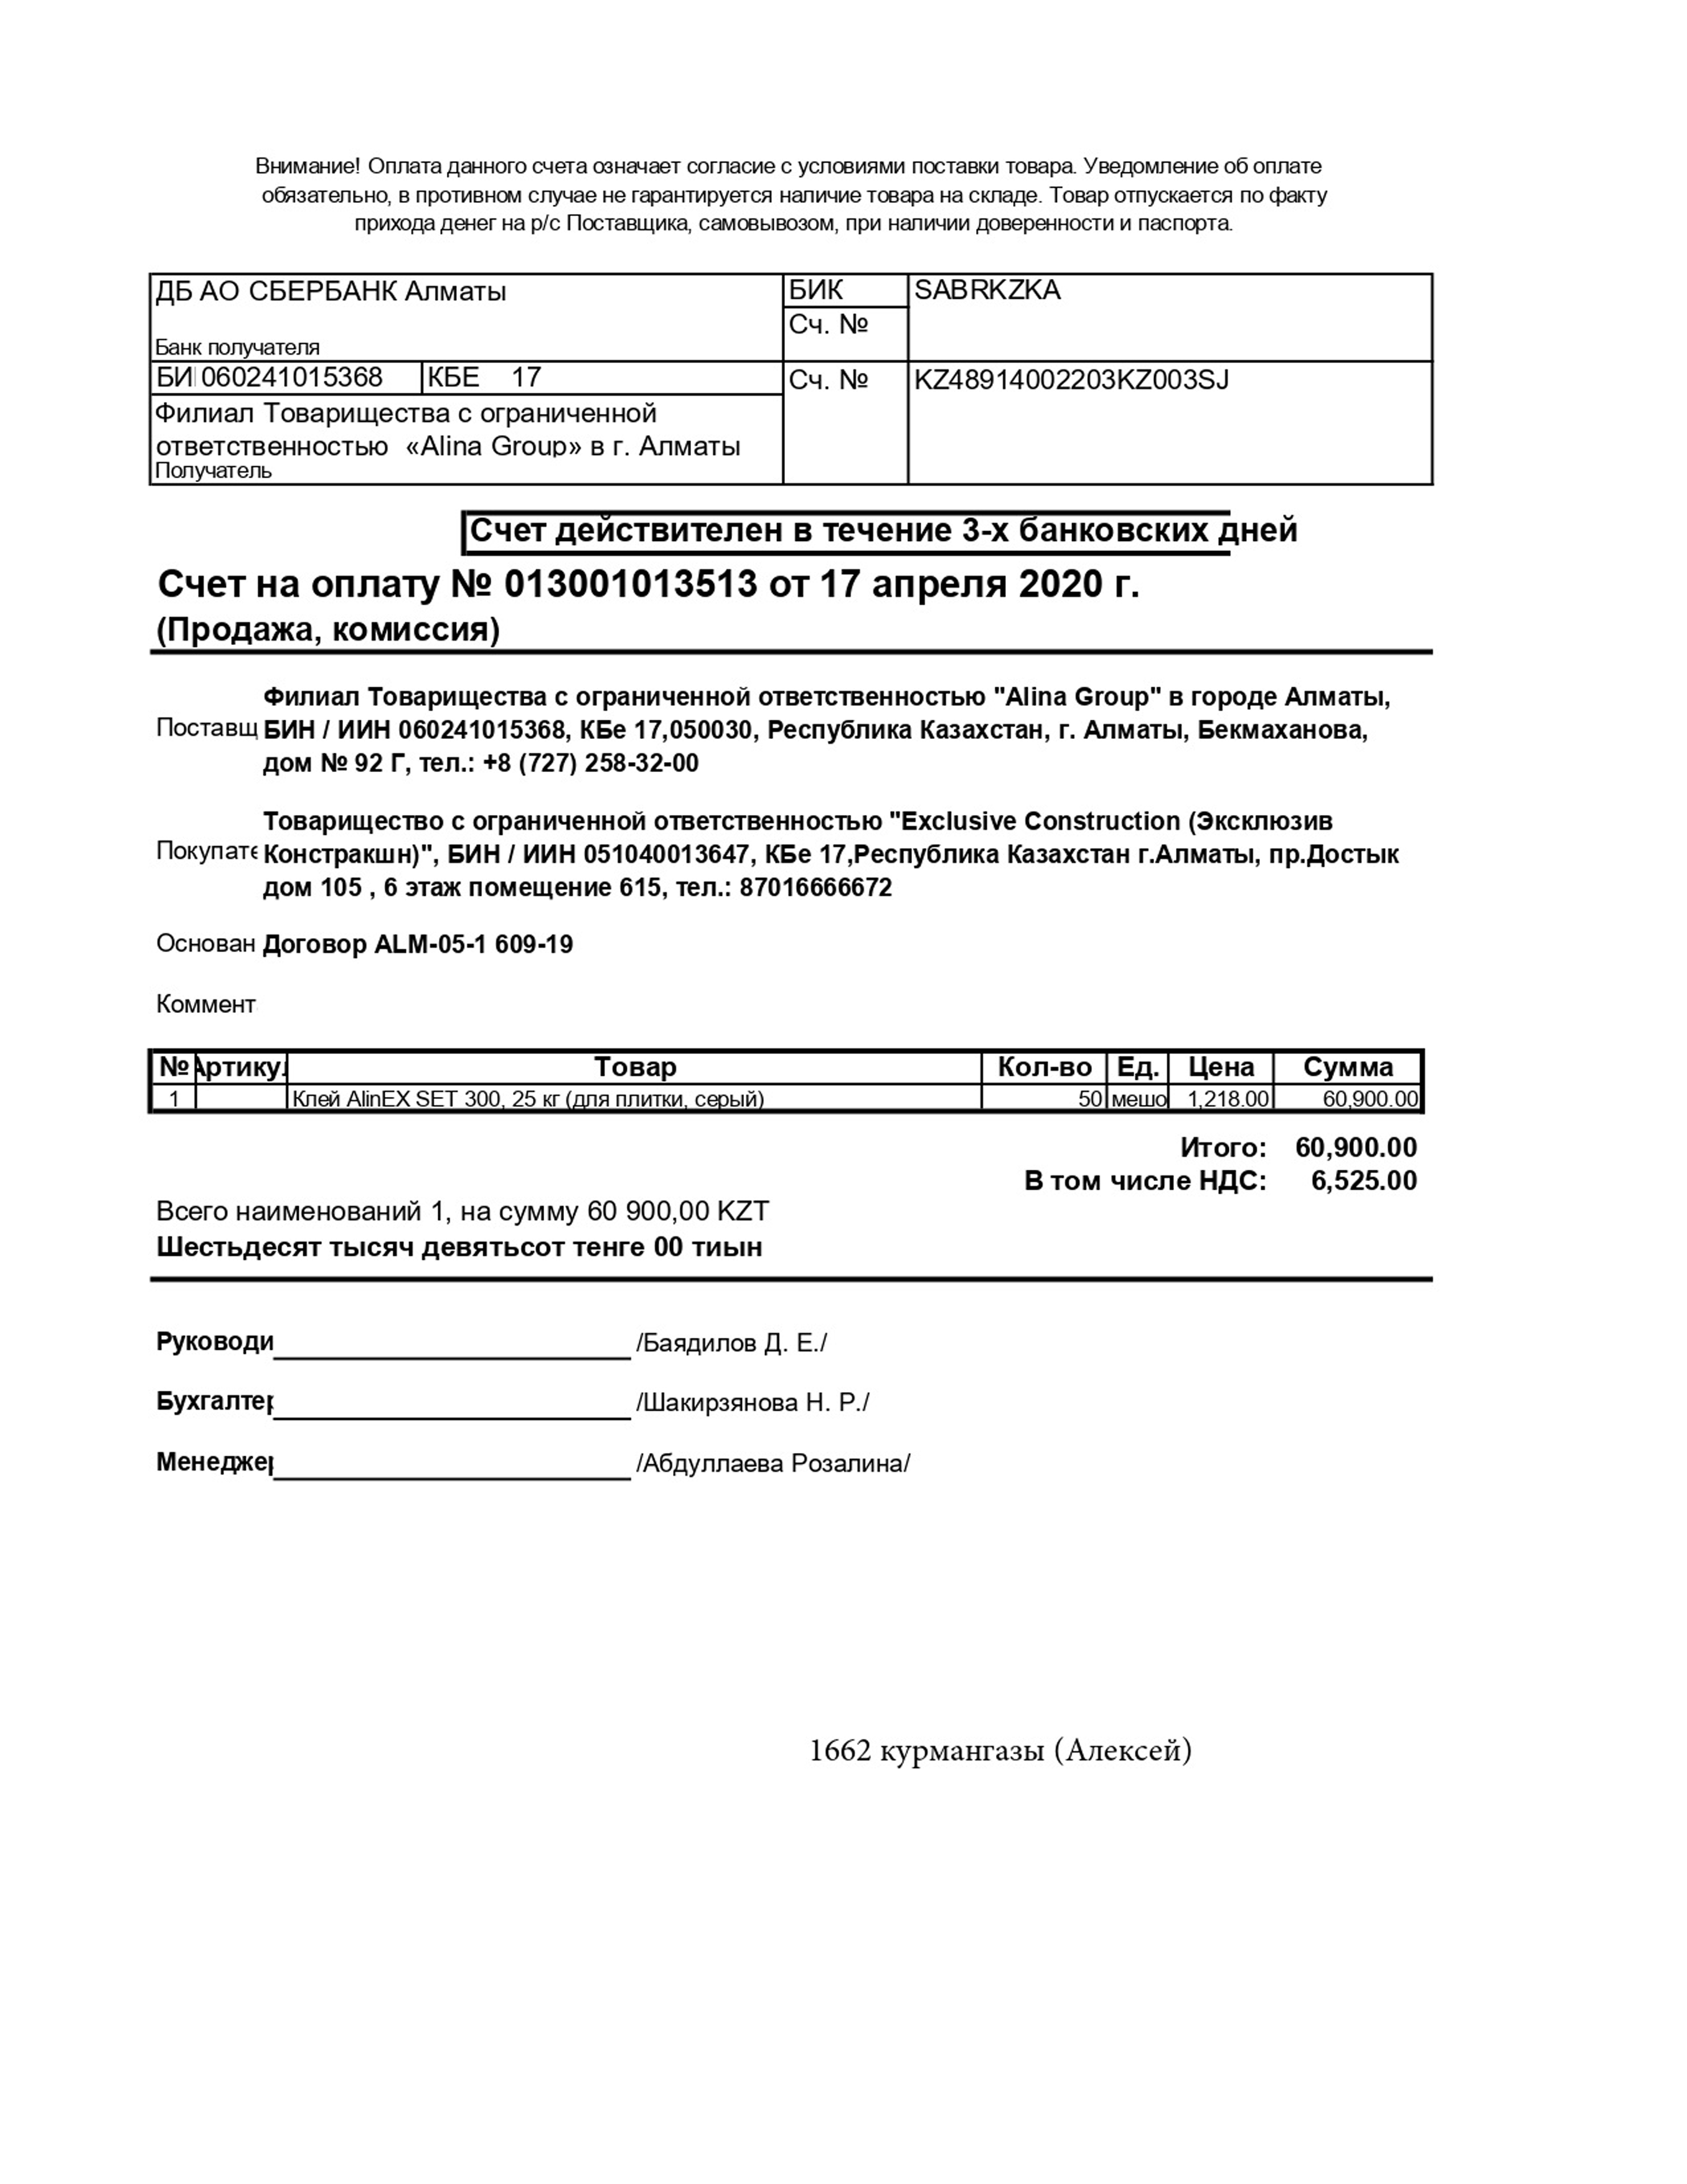 Внимание! Оплата данного счета означает согласие с условиями поставки товара. Уведомление об оплате
обязательно, в противном случае не гарантируется наличие товара на складе. Товар отпускается по факту
прихода денег на р/с Поставщика, самовывозом, при наличии доверенности и паспорта.
ДБ АО СБЕРБАНК Алматы БИК SABRKZKA
Сч. №
Банк получателя
БИ 060241015368 КБЕ 17 Сч. № KZ48914002203KZ003SJ
Филиал Товарищества с ограниченной
ответственностью «Alina Group» в г. Алматы
Получатель
Счет действителен в течение 3-х банковских дней
Счет на оплату № 013001013513 от 17 апреля 2020 г.
(Продажа, комиссия)
Филиал Товарищества с ограниченной ответственностью "Alina Group" в городе Алматы,
Поставщ БИН / ИИН 060241015368, КБе 17,050030, Республика Казахстан, г. Алматы, Бекмаханова,
дом № 92 Г, тел.: +8 (727) 258-32-00
Товарищество с ограниченной ответственностью "Exclusive Construction (Эксклюзив
Покупате Констракшн)", БИН / ИИН 051040013647, КБе 17,Республика Казахстан г.Алматы, пр.Достык
дом 105 , 6 этаж помещение 615, тел.: 87016666672
Основан Договор ALM-05-1 609-19
Коммент
№ Артикул Товар Кол-во Ед. Цена Сумма
1 Клей AlinEX SET 300, 25 кг (для плитки, серый) 50 мешо 1,218.00 60,900.00
Итого: 60,900.00
В том числе НДС: 6,525.00
Всего наименований 1, на сумму 60 900,00 KZT
Шестьдесят тысяч девятьсот тенге 00 тиын
Руководи /Баядилов Д. Е./
Бухгалтер /Шакирзянова Н. Р./
Менеджер /Абдуллаева Розалина/
1662 курмангазы (Алексей)